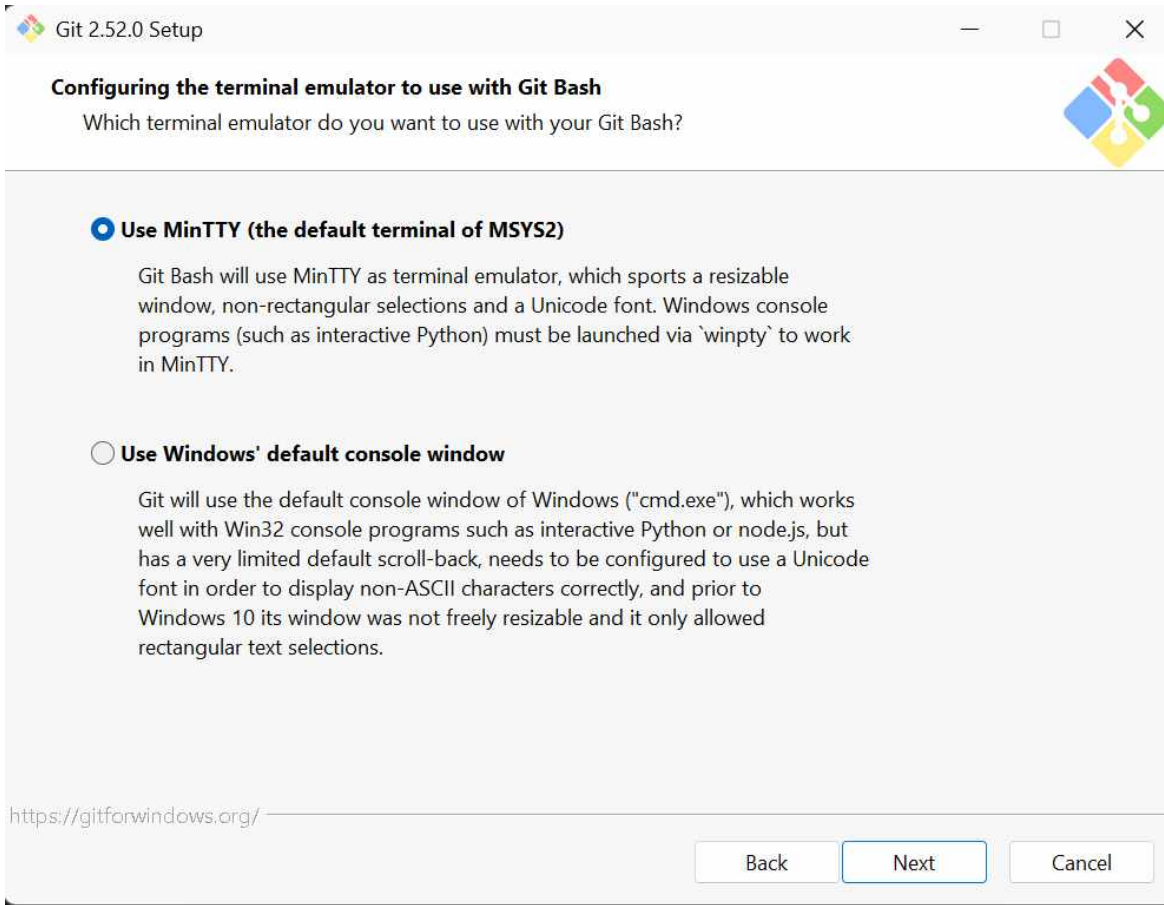 Git 2.52.0 Setup
Configuring the terminal emulator to use with Git Bash
Which terminal emulator do you want to use with your Git Bash?
Use MinTTY (the default terminal of MSYS2)
Git Bash will use MinTTY as terminal emulator, which sports a resizable
window, non-rectangular selections and a Unicode font. Windows console
programs (such as interactive Python) must be launched via `winpty` to work
in MinTTY.
Use Windows' default console window
Git will use the default console window of Windows ("cmd.exe"), which works
well with Win32 console programs such as interactive Python or node.js, but
has a very limited default scroll-back, needs to be configured to use a Unicode
font in order to display non-ASCII characters correctly, and prior to
Windows 10 its window was not freely resizable and it only allowed
rectangular text selections.
https://gitforwindows.org/
Back Next Cancel